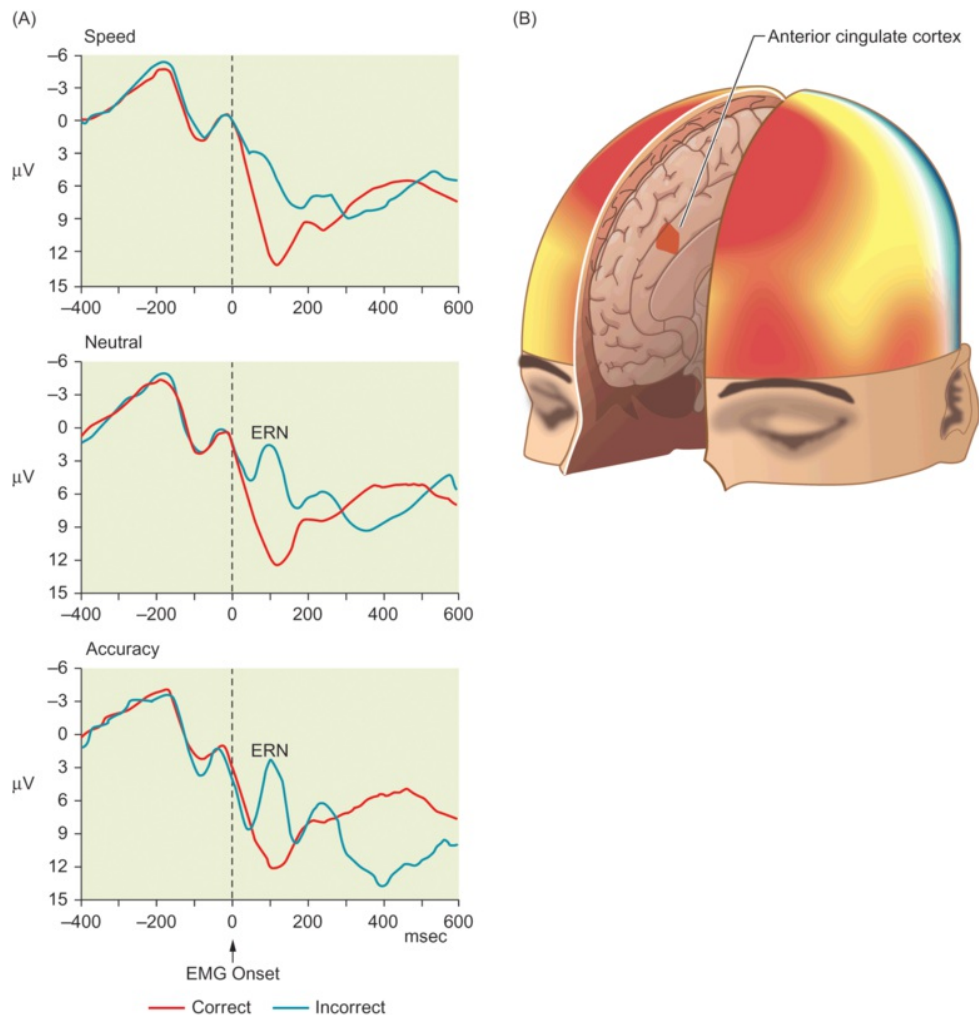 (A)
Speed
–6
–3
0
μV
3
6
9
12
15
–400 –200 0 200 400 600
Neutral
–6
–3
0
ERN
μV
3
6
9
12
15
–400 –200 0 200 400 600
Accuracy
–6
–3
0
ERN
3
μV
6
9
12
15
–400 –200 0 200 400 600
msec
EMG Onset
Correct Incorrect
(B)
Anterior cingulate cortex